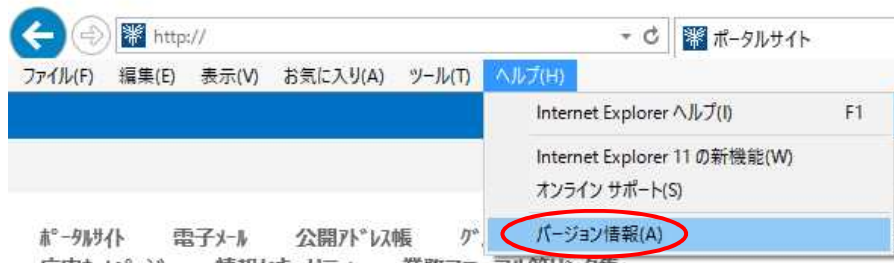 http:// ポータルサイト
ファイル(F) 編集(E) 表示(V) お気に入り(A) ツール(T) ヘルプ(H)
Internet Explorer ヘルプ(I) F1
Internet Explorer 11 の新機能(W)
オンライン サポート(S)
バージョン情報(A)
ﾎﾟｰﾀﾙｻｲﾄ 電子ﾒｰﾙ 公開ｱﾄﾞﾚｽ帳